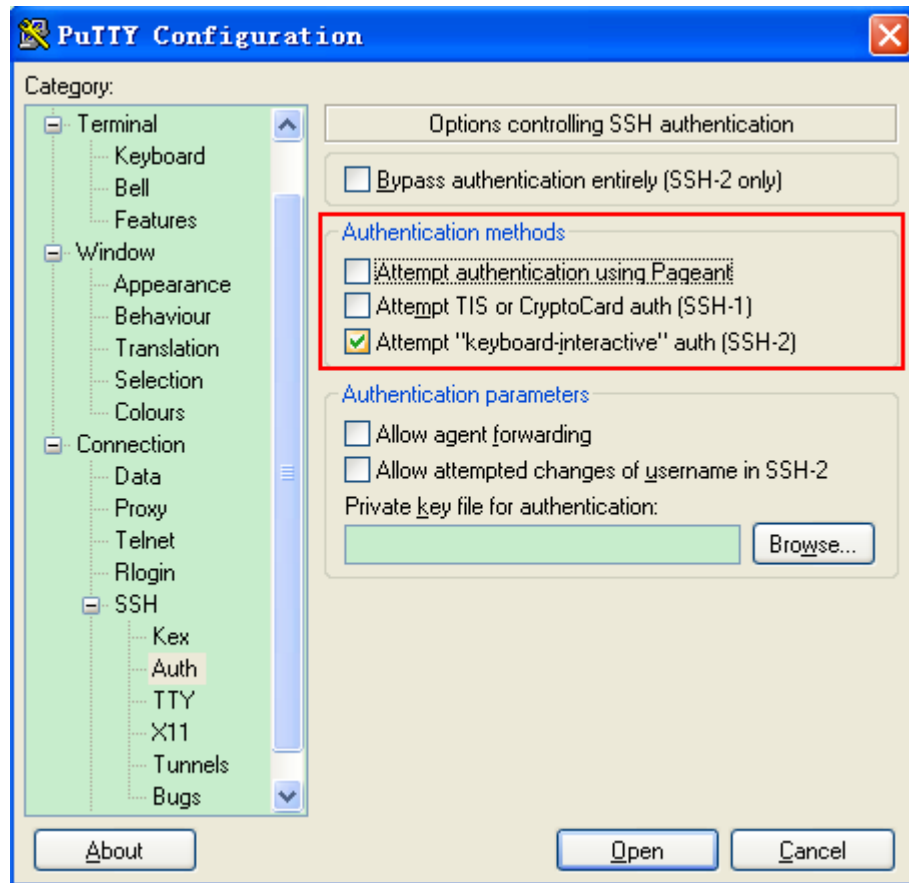 PuTTY Configuration
Category:
Terminal
Keyboard
Bell
Features
Window
Appearance
Behaviour
Translation
Selection
Colours
Connection
Data
Proxy
Telnet
Rlogin
SSH
Kex
Auth
TTY
X11
Tunnels
Bugs
Options controlling SSH authentication
Bypass authentication entirely (SSH-2 only)
Authentication methods
Attempt authentication using Pageant
Attempt TIS or CryptoCard auth (SSH-1)
Attempt "keyboard-interactive" auth (SSH-2)
Authentication parameters
Allow agent forwarding
Allow attempted changes of username in SSH-2
Private key file for authentication:
Browse...
About
Open
Cancel